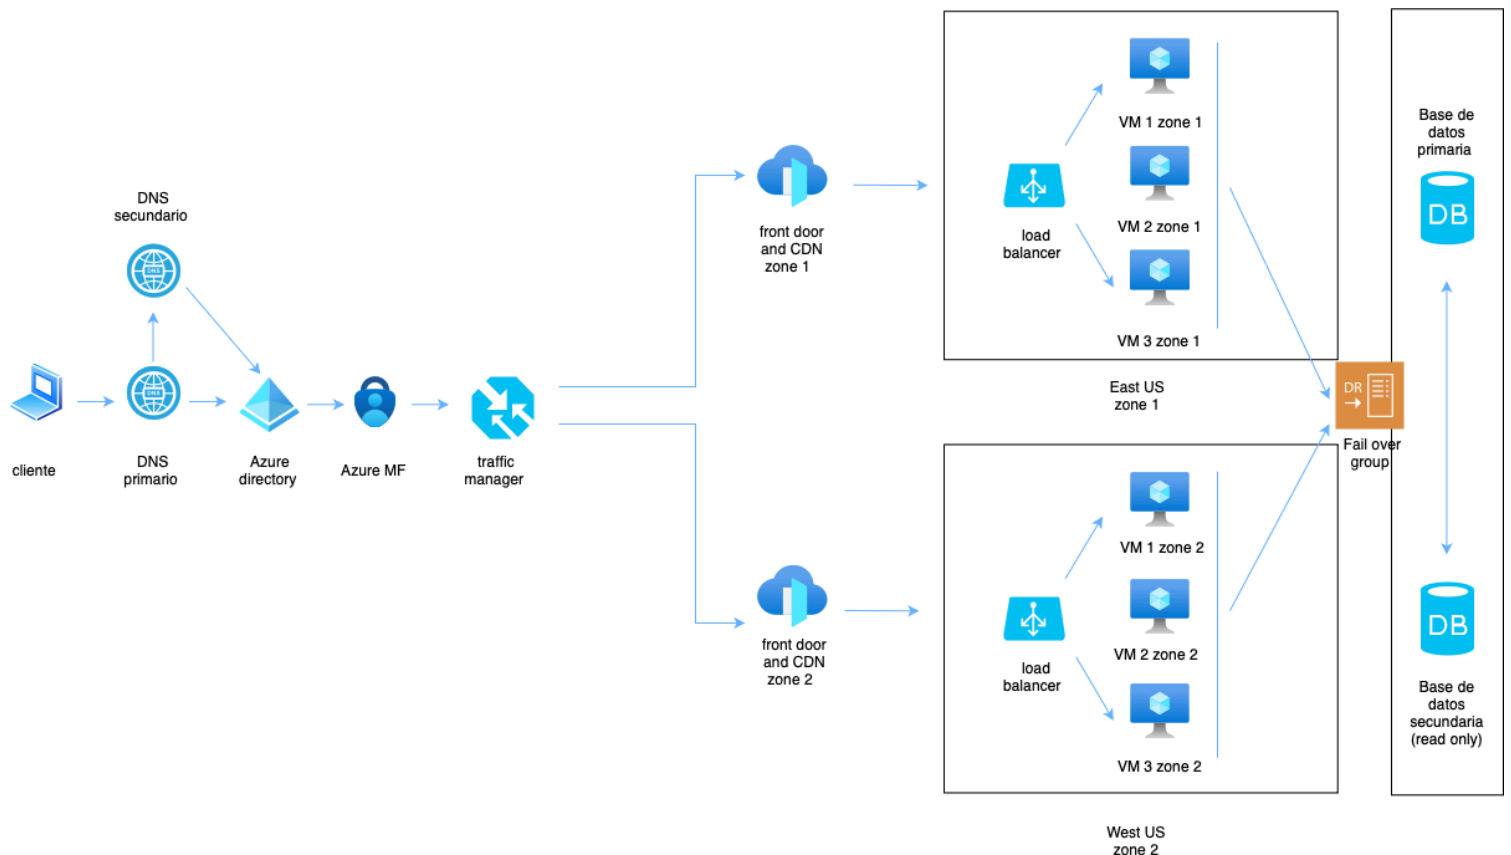 DNS
secundario
DNS
cliente
DNS
DNS
primario
Azure
directory
Azure MF
traffic
manager
front door
and CDN
zone 1
front door
and CDN
zone 2
load
balancer
VM 1 zone 1
VM 2 zone 1
VM 3 zone 1
East US
zone 1
load
balancer
VM 1 zone 2
VM 2 zone 2
VM 3 zone 2
West US
zone 2
DR
Fail over
group
Base de
datos
primaria
DB
DB
Base de
datos
secundaria
(read only)